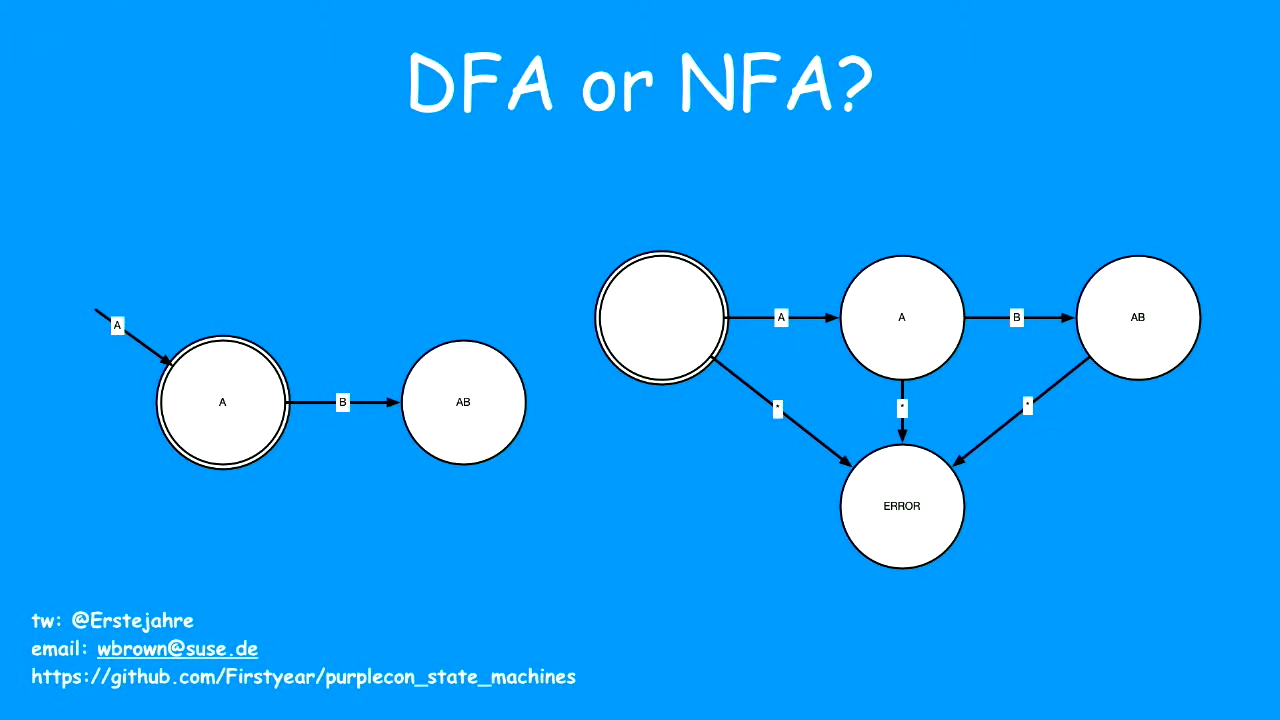 DFA or NFA?
A
A
B
AB
A
A
B
AB
*
*
*
ERROR
tw: @Erstejahre
email: wbrown@suse.de
https://github.com/Firstyear/purplecon_state_machines